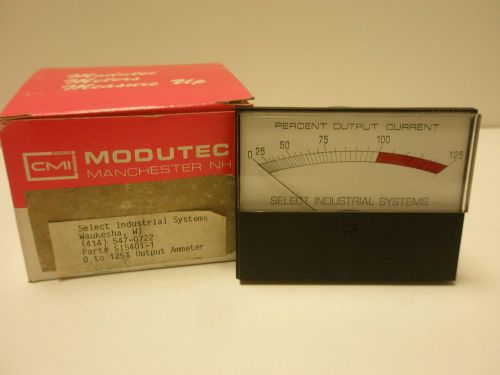 Modutec
Meters
Measure Up
CMI
MODUTEC
MANCHESTER NH
Select Industrial Systems
Waukesha, WI
(414) 547-0722
Part# SIS401-1
0 to 125% Output Ammeter
PERCENT OUTPUT CURRENT
0 25 50 75 100 125
SELECT INDUSTRIAL SYSTEMS